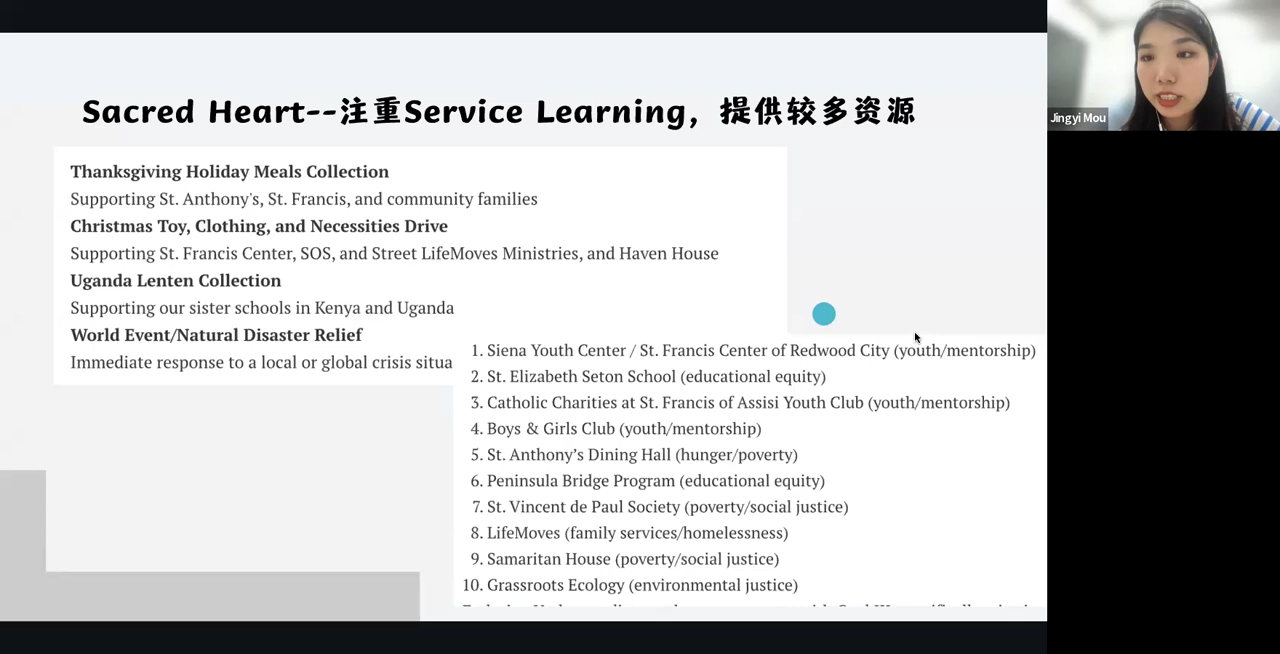 Sacred Heart--注重Service Learning，提供较多资源
Thanksgiving Holiday Meals Collection
Supporting St. Anthony's, St. Francis, and community families
Christmas Toy, Clothing, and Necessities Drive
Supporting St. Francis Center, SOS, and Street LifeMoves Ministries, and Haven House
Uganda Lenten Collection
Supporting our sister schools in Kenya and Uganda
World Event/Natural Disaster Relief
Immediate response to a local or global crisis situa
1. Siena Youth Center / St. Francis Center of Redwood City (youth/mentorship)
2. St. Elizabeth Seton School (educational equity)
3. Catholic Charities at St. Francis of Assisi Youth Club (youth/mentorship)
4. Boys & Girls Club (youth/mentorship)
5. St. Anthony’s Dining Hall (hunger/poverty)
6. Peninsula Bridge Program (educational equity)
7. St. Vincent de Paul Society (poverty/social justice)
8. LifeMoves (family services/homelessness)
9. Samaritan House (poverty/social justice)
10. Grassroots Ecology (environmental justice)
Jingyi Mou